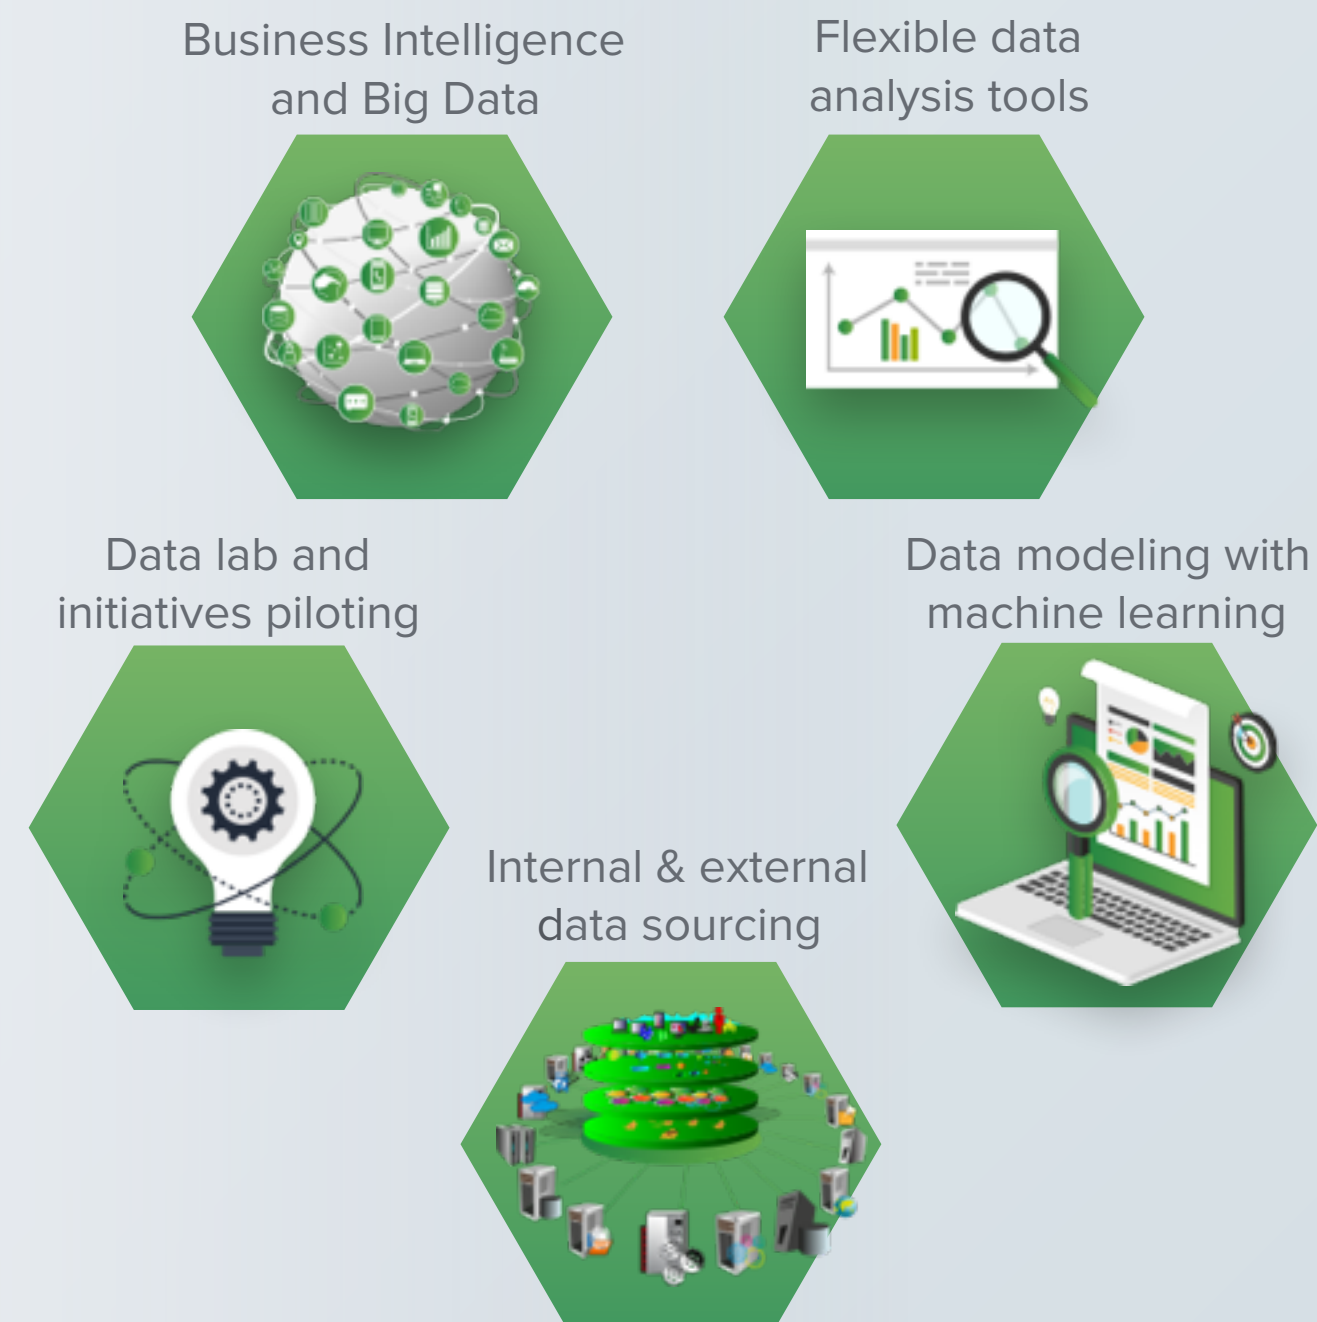 Business Intelligence
and Big Data
Flexible data
analysis tools
Data lab and
initiatives piloting
Data modeling with
machine learning
Internal & external
data sourcing